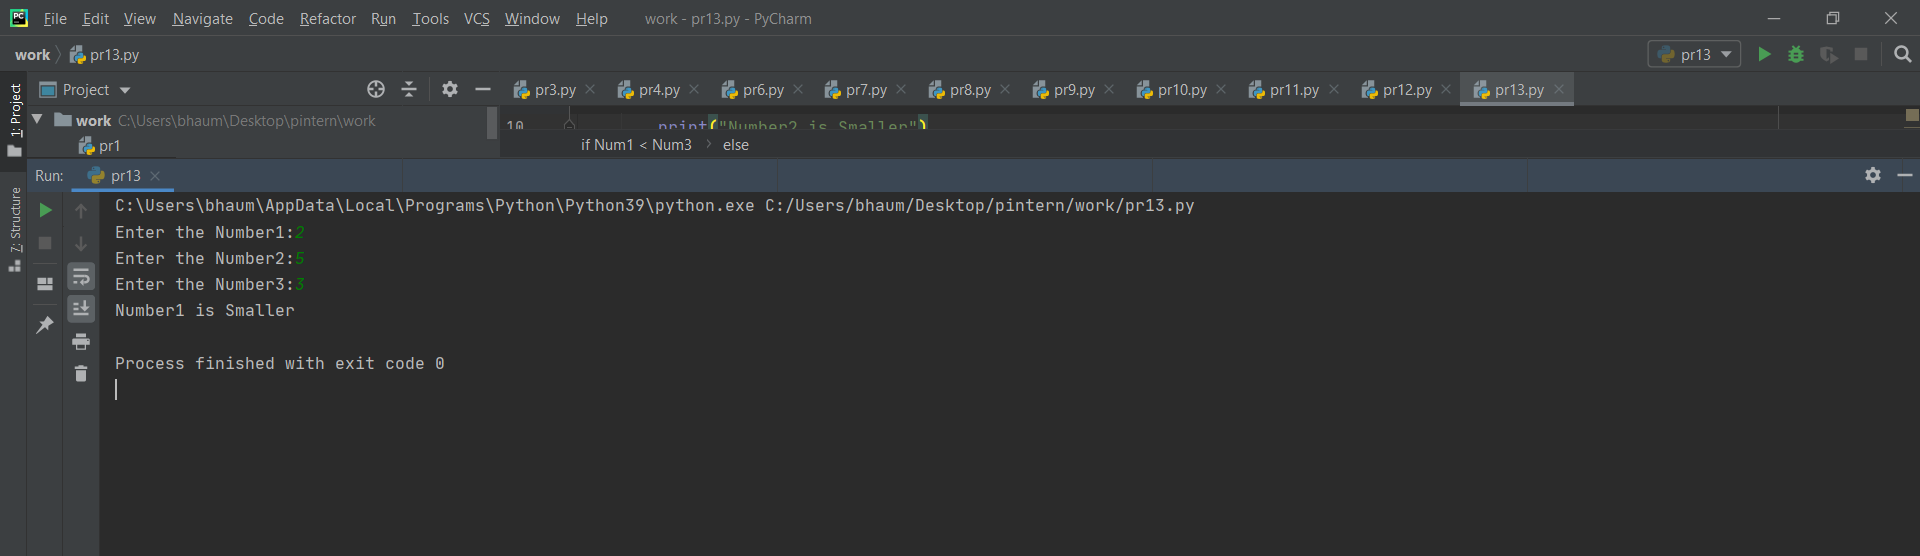 File Edit View Navigate Code Refactor Run Tools VCS Window Help work - pr13.py - PyCharm
work pr13.py pr13
1: Project Project pr3.py pr4.py pr6.py pr7.py pr8.py pr9.py pr10.py pr11.py pr12.py pr13.py
work C:\Users\bhaum\Desktop\pintern\work
10 print("Number2 is Smaller")
pr1 if Num1 < Num3 › else
Run: pr13
7: Structure
C:\Users\bhaum\AppData\Local\Programs\Python\Python39\python.exe C:/Users/bhaum/Desktop/pintern/work/pr13.py
Enter the Number1:2
Enter the Number2:5
Enter the Number3:3
Number1 is Smaller
Process finished with exit code 0